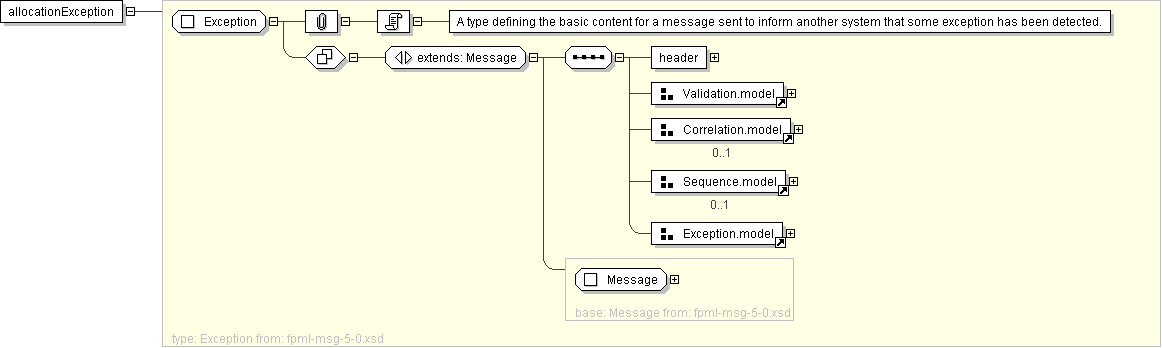 allocationException
Exception
A type defining the basic content for a message sent to inform another system that some exception has been detected.
extends: Message
header
Validation.model
Correlation.model
0..1
Sequence.model
0..1
Exception.model
Message
base: Message from: fpml-msg-5-0.xsd
type: Exception from: fpml-msg-5-0.xsd